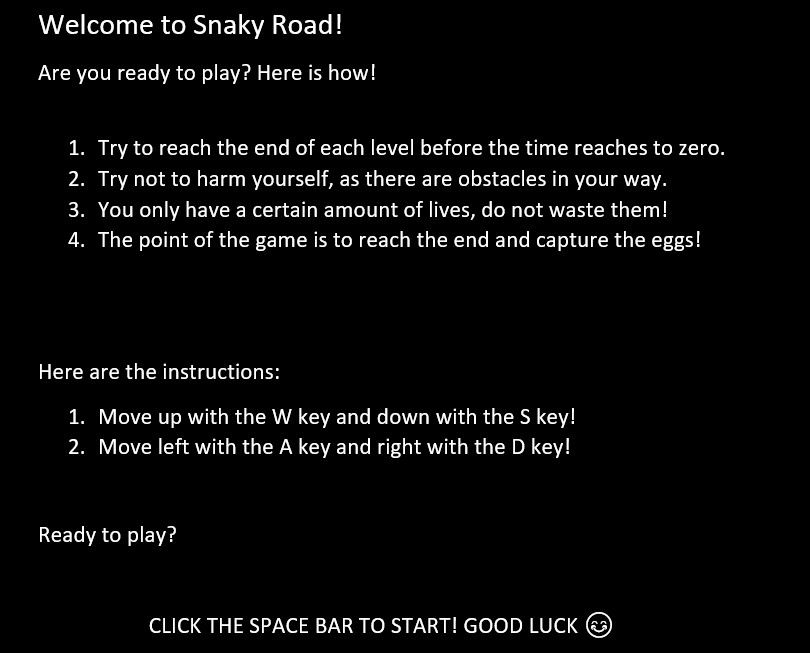 Welcome to Snaky Road!
Are you ready to play? Here is how!
1. Try to reach the end of each level before the time reaches to zero.
2. Try not to harm yourself, as there are obstacles in your way.
3. You only have a certain amount of lives, do not waste them!
4. The point of the game is to reach the end and capture the eggs!
Here are the instructions:
1. Move up with the W key and down with the S key!
2. Move left with the A key and right with the D key!
Ready to play?
CLICK THE SPACE BAR TO START! GOOD LUCK 😊